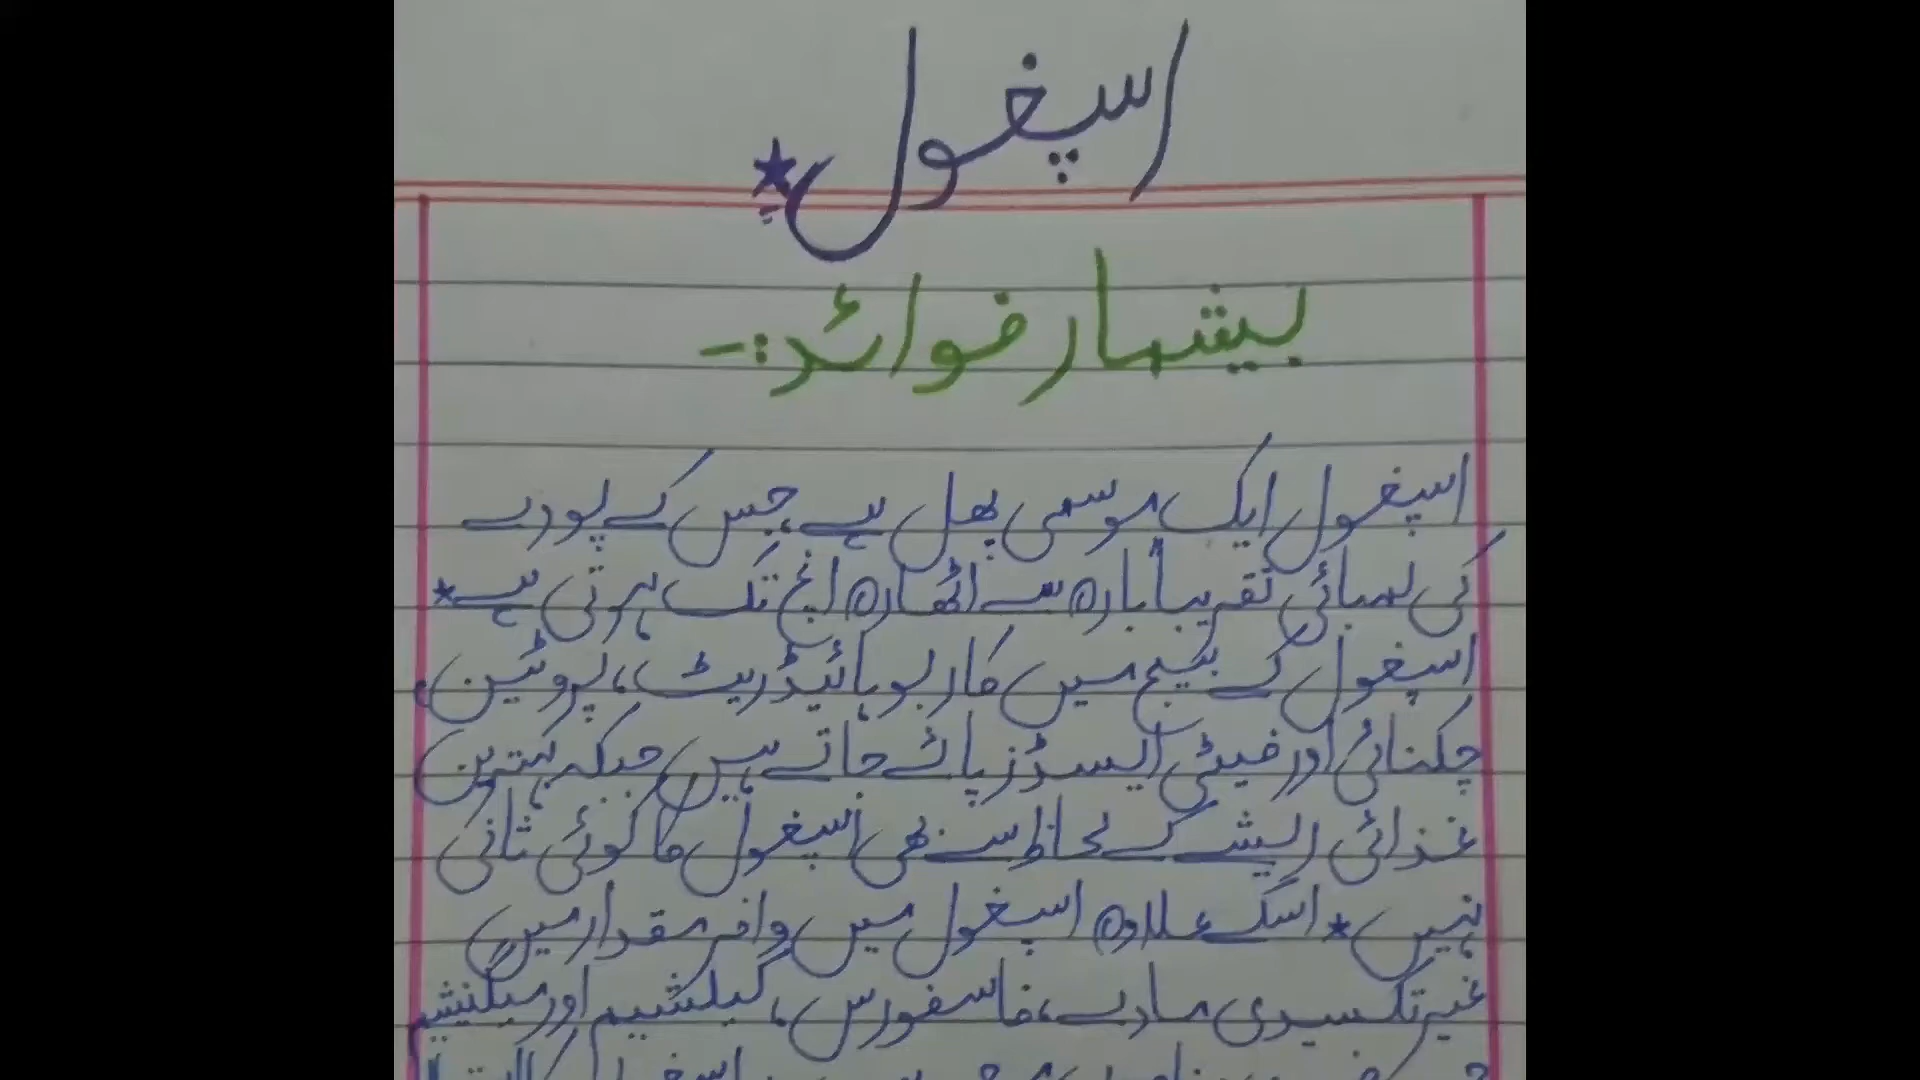 اسپغول٭
بیشمار فوائد:-
اسپغول ایک موسمی پھل ہے، جس کے پودے
کی لمبائی تقریباً بارہ سے اٹھارہ انچ تک ہوتی ہے٭
اسپغول کے بیج میں کاربوہائیڈریٹ، پروٹین،
چکنائی اور فیٹی ایسڈز پائے جاتے ہیں جبکہ بہترین
غذائی ریشے کے لحاظ سے بھی اسپغول کا کوئی ثانی
نہیں٭ اسکے علاوہ اسپغول میں وافر مقدار میں
غیر تکسیدی مادے، فاسفورس، کیلشیم اور میگنیشیم